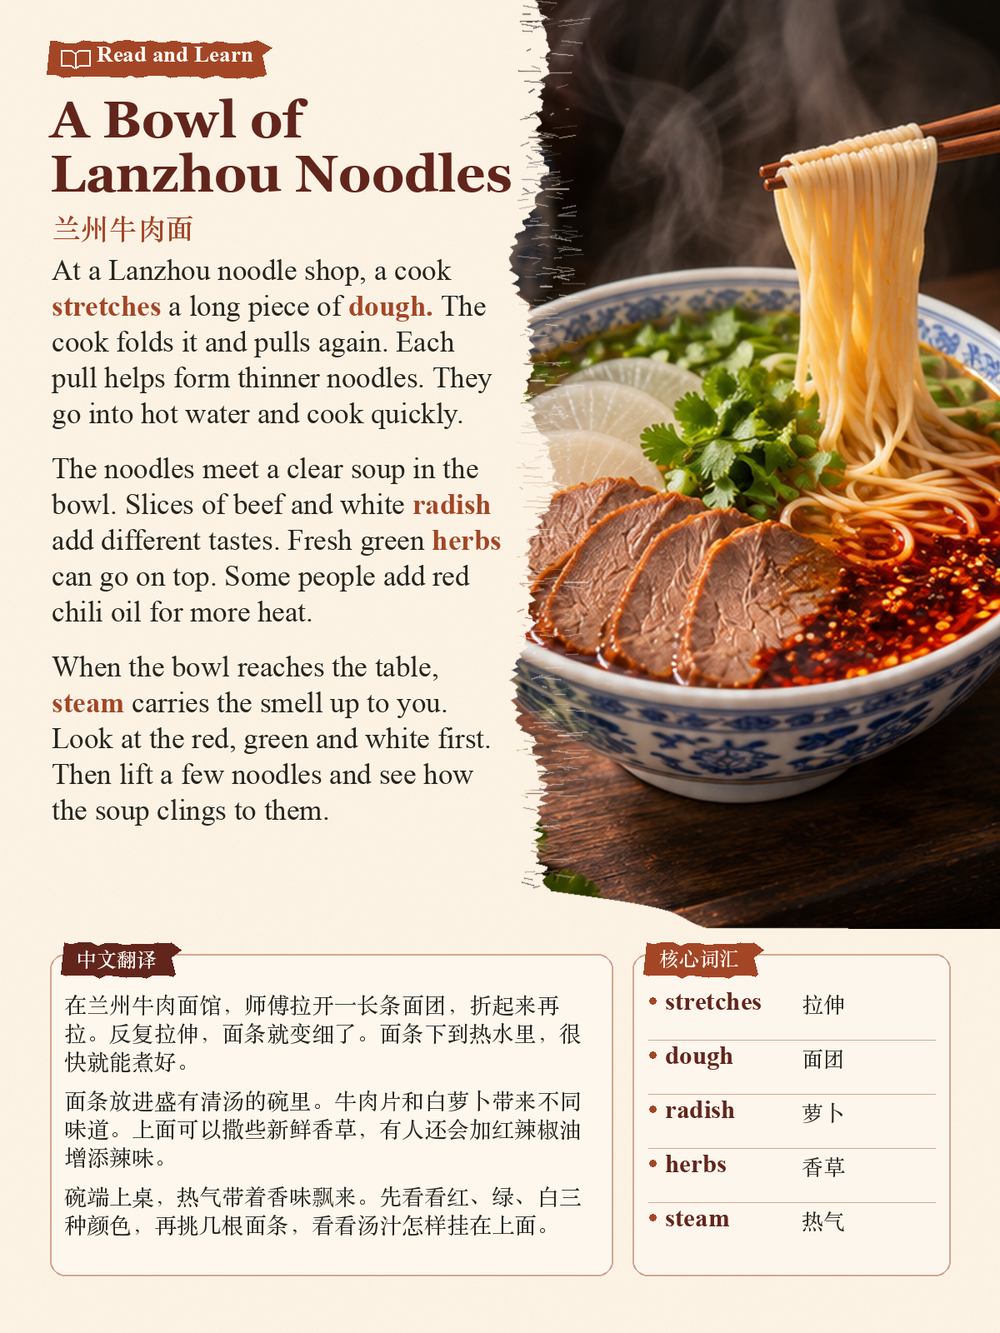 Read and Learn
A Bowl of
Lanzhou Noodles
兰州牛肉面
At a Lanzhou noodle shop, a cook
stretches a long piece of dough. The
cook folds it and pulls again. Each
pull helps form thinner noodles. They
go into hot water and cook quickly.
The noodles meet a clear soup in the
bowl. Slices of beef and white radish
add different tastes. Fresh green herbs
can go on top. Some people add red
chili oil for more heat.
When the bowl reaches the table,
steam carries the smell up to you.
Look at the red, green and white first.
Then lift a few noodles and see how
the soup clings to them.
中文翻译
在兰州牛肉面馆，师傅拉开一长条面团，折起来再
拉。反复拉伸，面条就变细了。面条下到热水里，很
快就能煮好。
面条放进盛有清汤的碗里。牛肉片和白萝卜带来不同
味道。上面可以撒些新鲜香草，有人还会加红辣椒油
增添辣味。
碗端上桌，热气带着香味飘来。先看看红、绿、白三
种颜色，再挑几根面条，看看汤汁怎样挂在上面。
核心词汇
• stretches 拉伸
• dough 面团
• radish 萝卜
• herbs 香草
• steam 热气